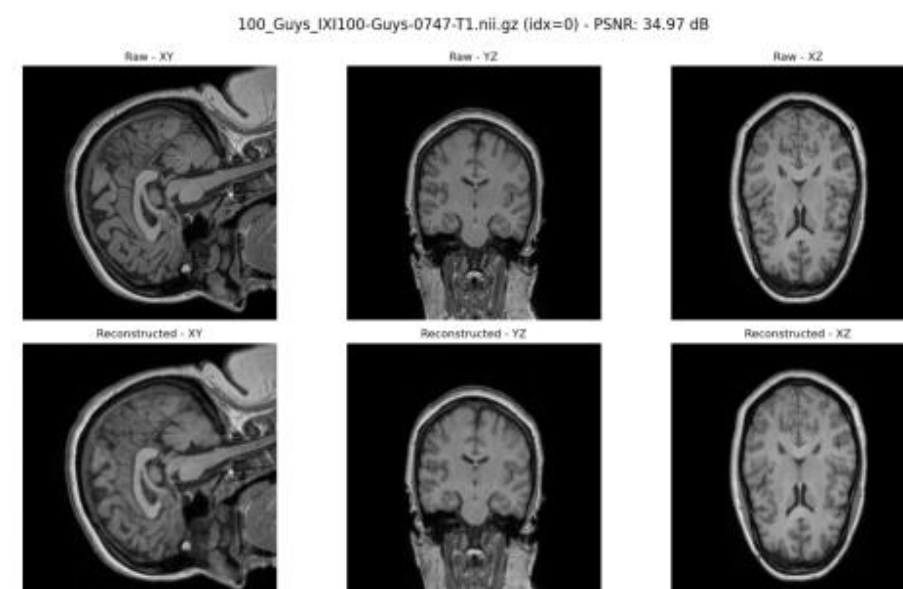 100_Guys_IXI100-Guys-0747-T1.nii.gz (idx=0) - PSNR: 34.97 dB
Raw - XY
Raw - YZ
Raw - XZ
Reconstructed - XY
Reconstructed - YZ
Reconstructed - XZ